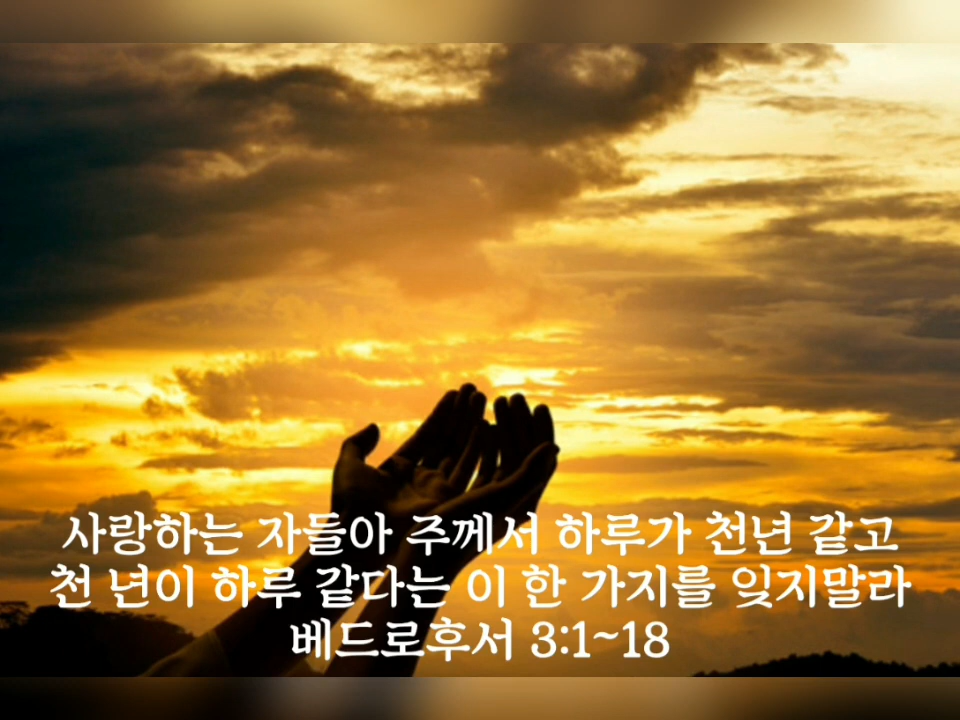 사랑하는 자들아 주께서 하루가 천년 같고
천 년이 하루 같다는 이 한 가지를 잊지말라
베드로후서 3:1~18